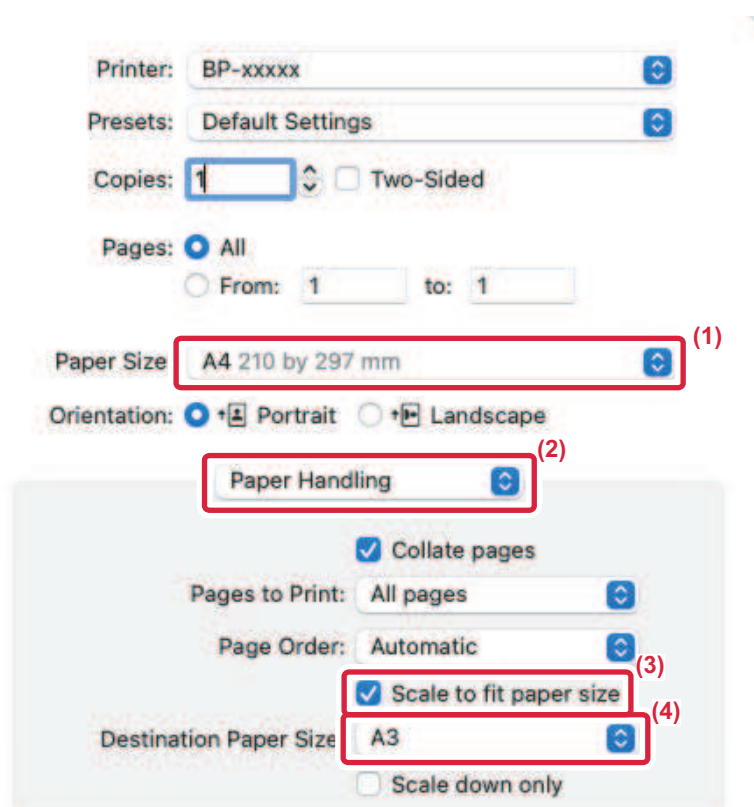 Printer: BP-xxxxx
Presets: Default Settings
Copies: 1 Two-Sided
Pages: All
From: 1 to: 1
(1)
Paper Size A4 210 by 297 mm
Orientation: Portrait Landscape
(2)
Paper Handling
Collate pages
Pages to Print: All pages
Page Order: Automatic
(3)
Scale to fit paper size
(4)
Destination Paper Size A3
Scale down only